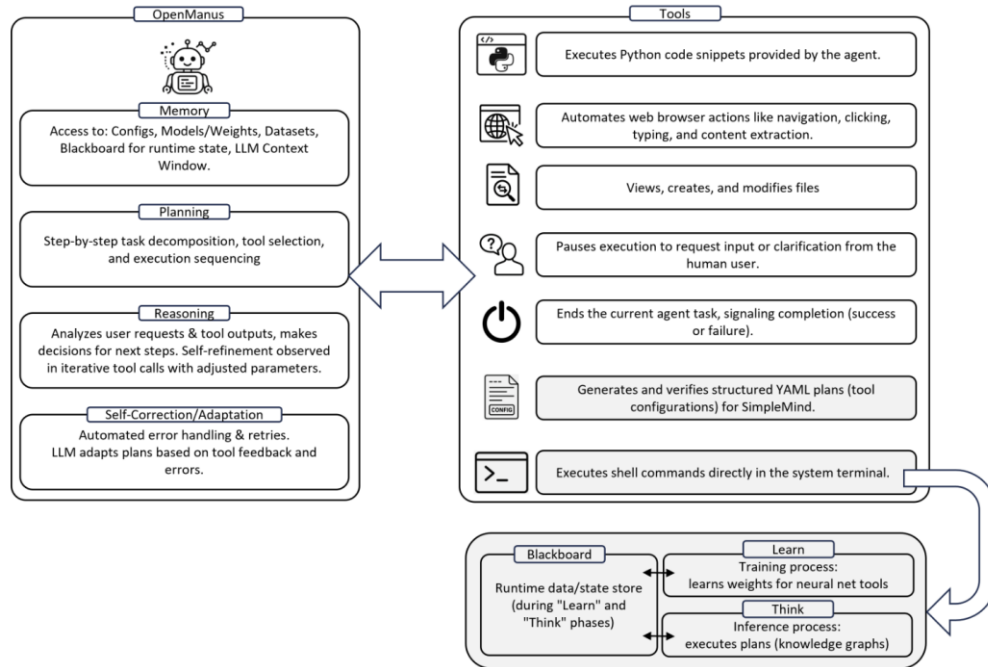 OpenManus
Memory
Access to: Configs, Models/Weights, Datasets,
Blackboard for runtime state, LLM Context
Window.
Planning
Step-by-step task decomposition, tool selection,
and execution sequencing
Reasoning
Analyzes user requests & tool outputs, makes
decisions for next steps. Self-refinement observed
in iterative tool calls with adjusted parameters.
Self-Correction/Adaptation
Automated error handling & retries.
LLM adapts plans based on tool feedback and
errors.
Tools
</>
Executes Python code snippets provided by the agent.
Automates web browser actions like navigation, clicking,
typing, and content extraction.
Views, creates, and modifies files
?
Pauses execution to request input or clarification from the
human user.
Ends the current agent task, signaling completion (success
or failure).
CONFIG
Generates and verifies structured YAML plans (tool
configurations) for SimpleMind.
>_
Executes shell commands directly in the system terminal.
Blackboard
Runtime data/state store
(during "Learn" and
"Think" phases)
Learn
Training process:
learns weights for neural net tools
Think
Inference process:
executes plans (knowledge graphs)